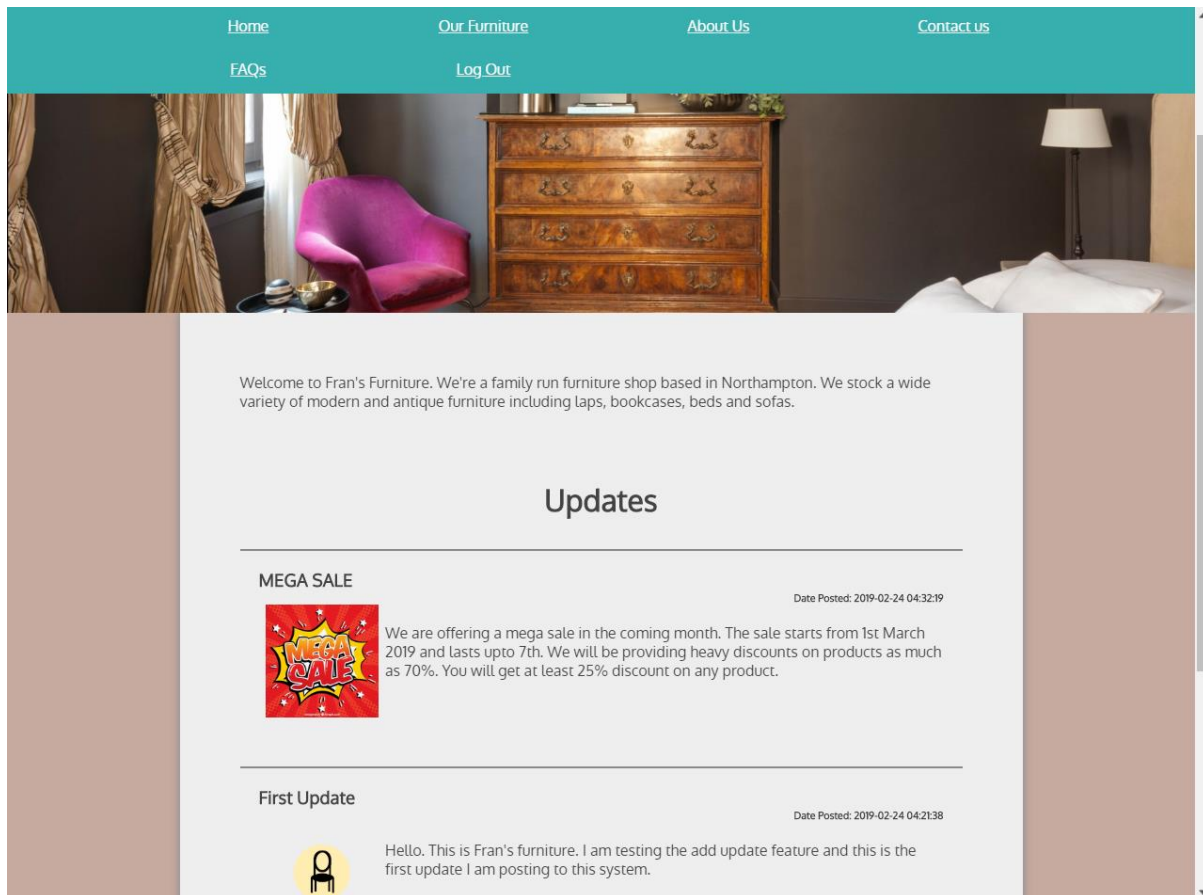 Home Our Furniture About Us Contact us
FAQs Log Out
Welcome to Fran's Furniture. We're a family run furniture shop based in Northampton. We stock a wide
variety of modern and antique furniture including laps, bookcases, beds and sofas.
Updates
MEGA SALE
Date Posted: 2019-02-24 04:32:19
MEGA
SALE
We are offering a mega sale in the coming month. The sale starts from 1st March
2019 and lasts upto 7th. We will be providing heavy discounts on products as much
as 70%. You will get at least 25% discount on any product.
First Update
Date Posted: 2019-02-24 04:21:38
Hello. This is Fran's furniture. I am testing the add update feature and this is the
first update I am posting to this system.